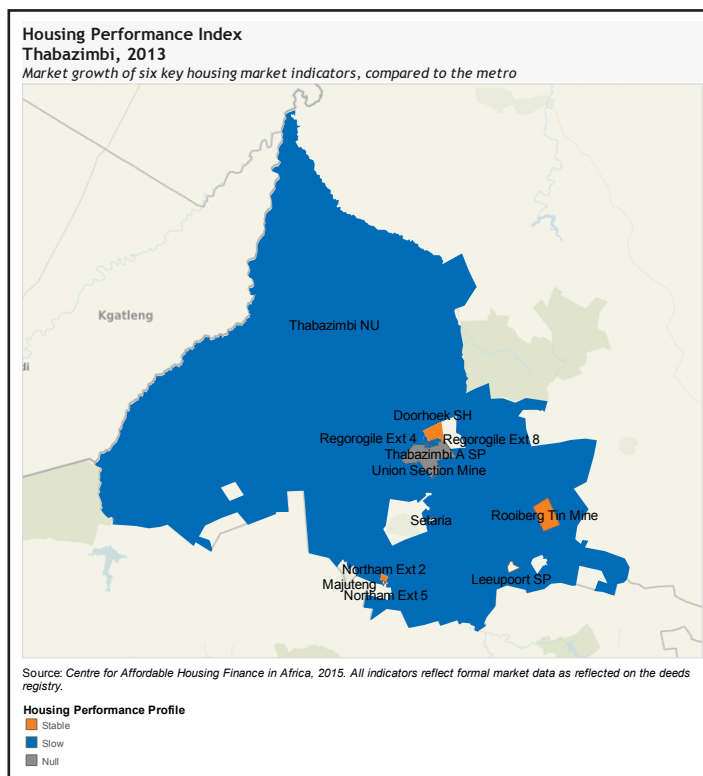 Housing Performance Index
Thabazimbi, 2013
Market growth of six key housing market indicators, compared to the metro
Kgatleng
di
Thabazimbi NU
Doorhoek SH
Regorogile Ext 4
Regorogile Ext 8
Thabazimbi A SP
Union Section Mine
Setaria
Rooiberg Tin Mine
Northam Ext 2
Leeupoort SP
Majuteng
Northam Ext 5
Source: Centre for Affordable Housing Finance in Africa, 2015. All indicators reflect formal market data as reflected on the deeds
registry.
Housing Performance Profile
Stable
Slow
Null